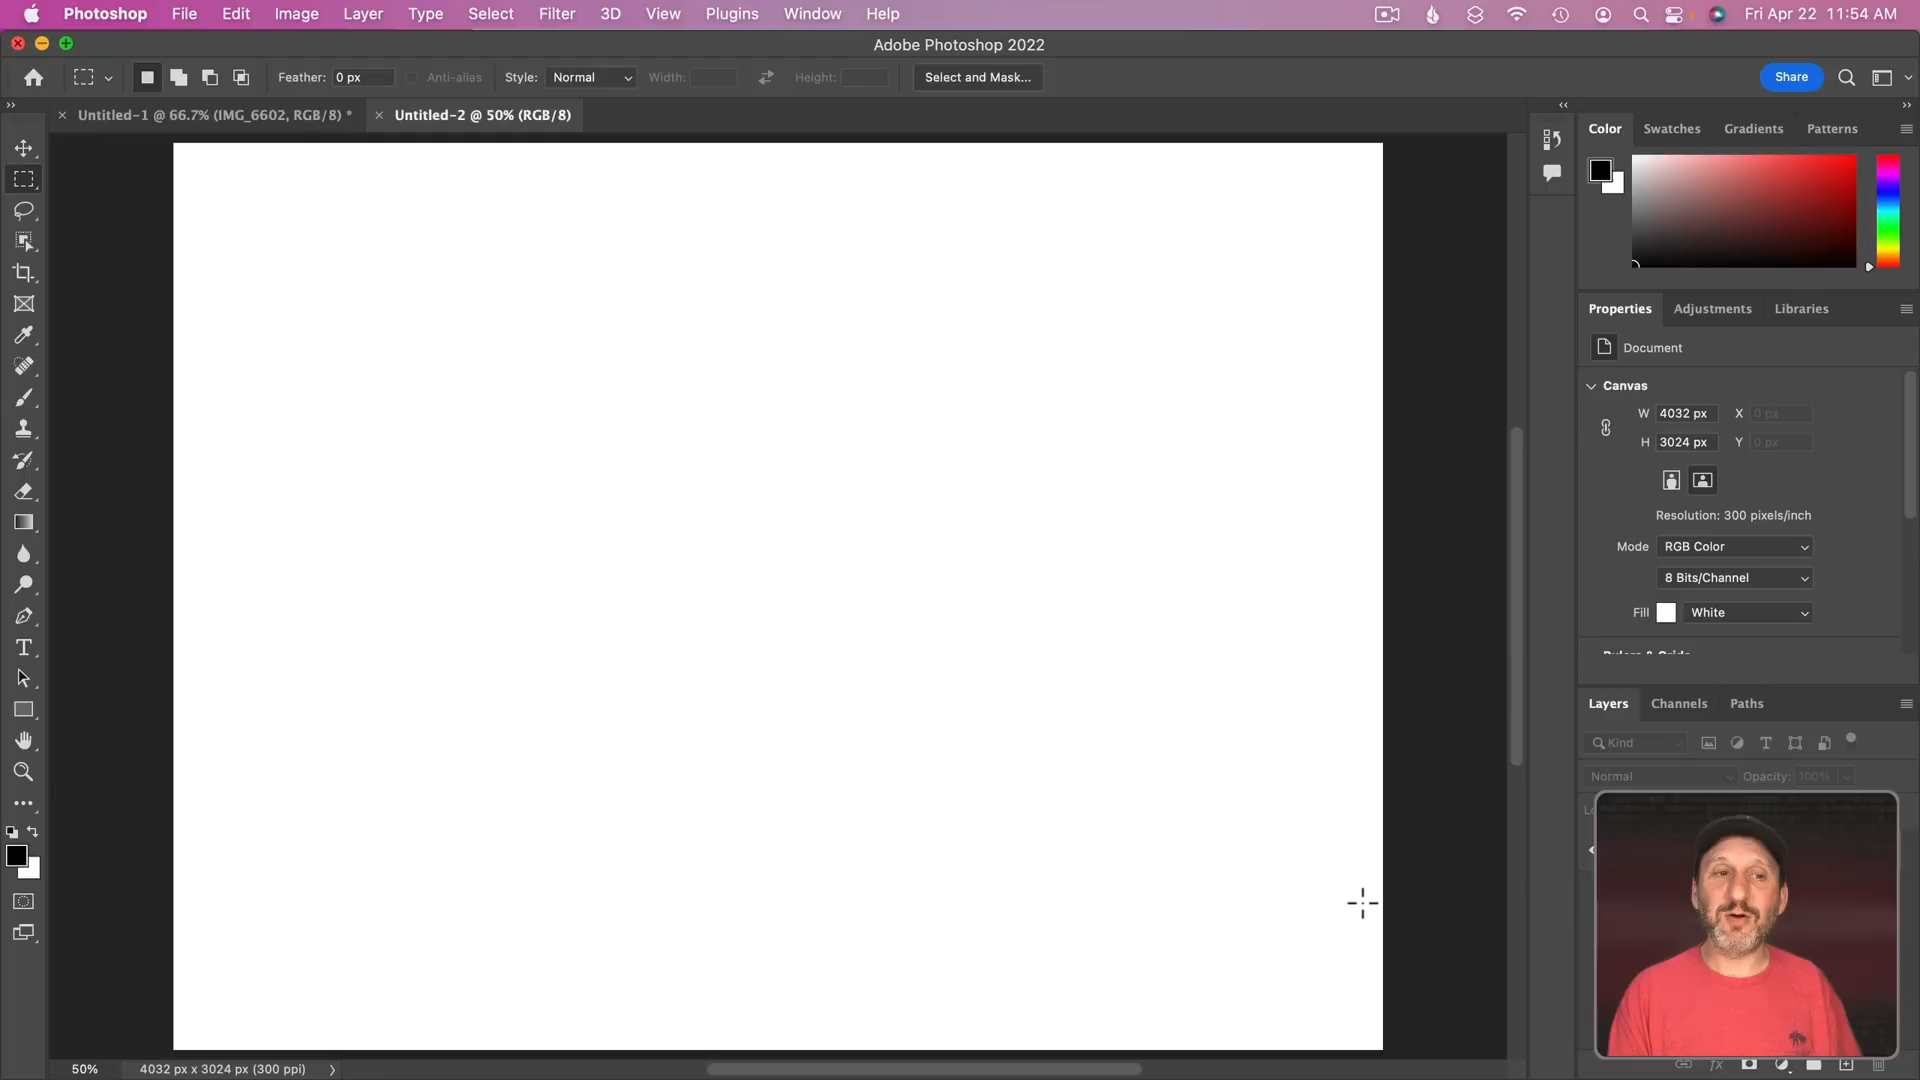 Photoshop File Edit Image Layer Type Select Filter 3D View Plugins Window Help Fri Apr 22 11:54 AM
Adobe Photoshop 2022
Feather: 0 px Anti-alias Style: Normal Width: Height: Select and Mask... Share
Untitled-1 @ 66.7% (IMG_6602, RGB/8) * Untitled-2 @ 50% (RGB/8)
Color Swatches Gradients Patterns
Properties Adjustments Libraries
Document
Canvas
W 4032 px X 0 px
H 3024 px Y 0 px
Resolution: 300 pixels/inch
Mode RGB Color
8 Bits/Channel
Fill White
Rulers & Grids
Layers Channels Paths
Kind
Normal Opacity: 100%
50% 4032 px x 3024 px (300 ppi)